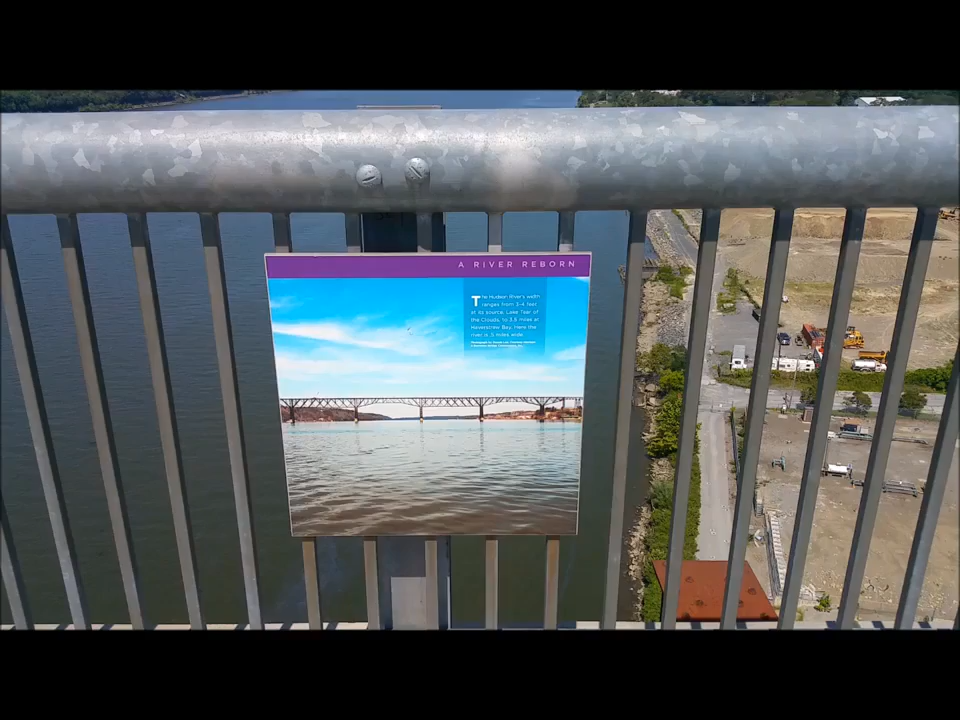 A RIVER REBORN
The Hudson River's width
ranges from 3-4 feet
at its source, Lake Tear of
the Clouds, to 3.5 miles at
Haverstraw Bay. Here the
river is .5 miles wide.